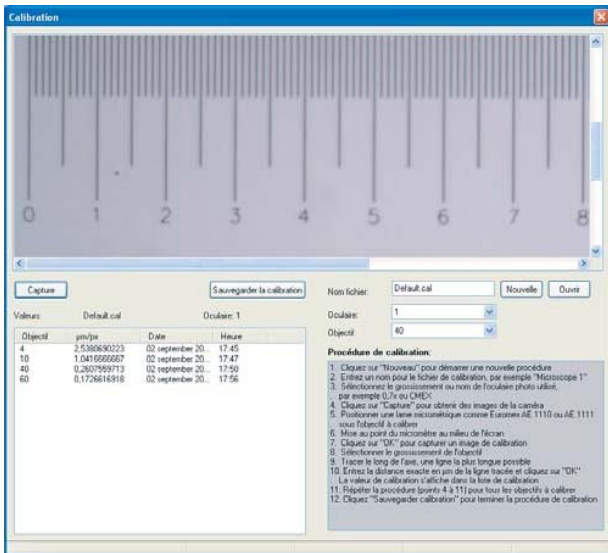 Calibration
0 1 2 3 4 5 6 7 8
Capture
Sauvegarder la calibration
Nom fichier: Default.cal
Nouvelle
Ouvrir
Valeurs: Default.cal Oculaire: 1
Oculaire: 1
Objectif: 40
Objectif µm/px Date Heure
4 2,5380690223 02 september 20... 17:45
10 1,0416666667 02 september 20... 17:47
40 0,2607559713 02 september 20... 17:50
60 0,1726616918 02 september 20... 17:56
Procédure de calibration:
1. Cliquez sur "Nouveau" pour démarrer une nouvelle procédure
2. Entrez un nom pour le fichier de calibration, par exemple "Microscope 1"
3. Sélectionnez le grossissement ou nom de l'oculaire photo utilisé,
par exemple 0,7x ou CMEX
4. Cliquez sur "Capture" pour obtenir des images de la caméra
5. Positionner une lame micrométrique comme Euromex AE.1110 ou AE.1111
sous l'objectif à calibrer
6. Mise au point du micromètre au milieu de l'écran
7. Cliquez sur "OK" pour capturer un image de calibration
8. Sélectionner le grossissement de l'objectif
9. Tracer le long de l'axe, une ligne la plus longue possible
10. Entrez la distance exacte en µm de la ligne tracée et cliquez sur "OK"
La valeur de calibration s'affiche dans la liste de calibration
11. Répéter la procédure (points 4 à 11) pour tous les objectifs à calibrer
12. Cliquez "Sauvegarder calibration" pour terminer la procédure de calibration